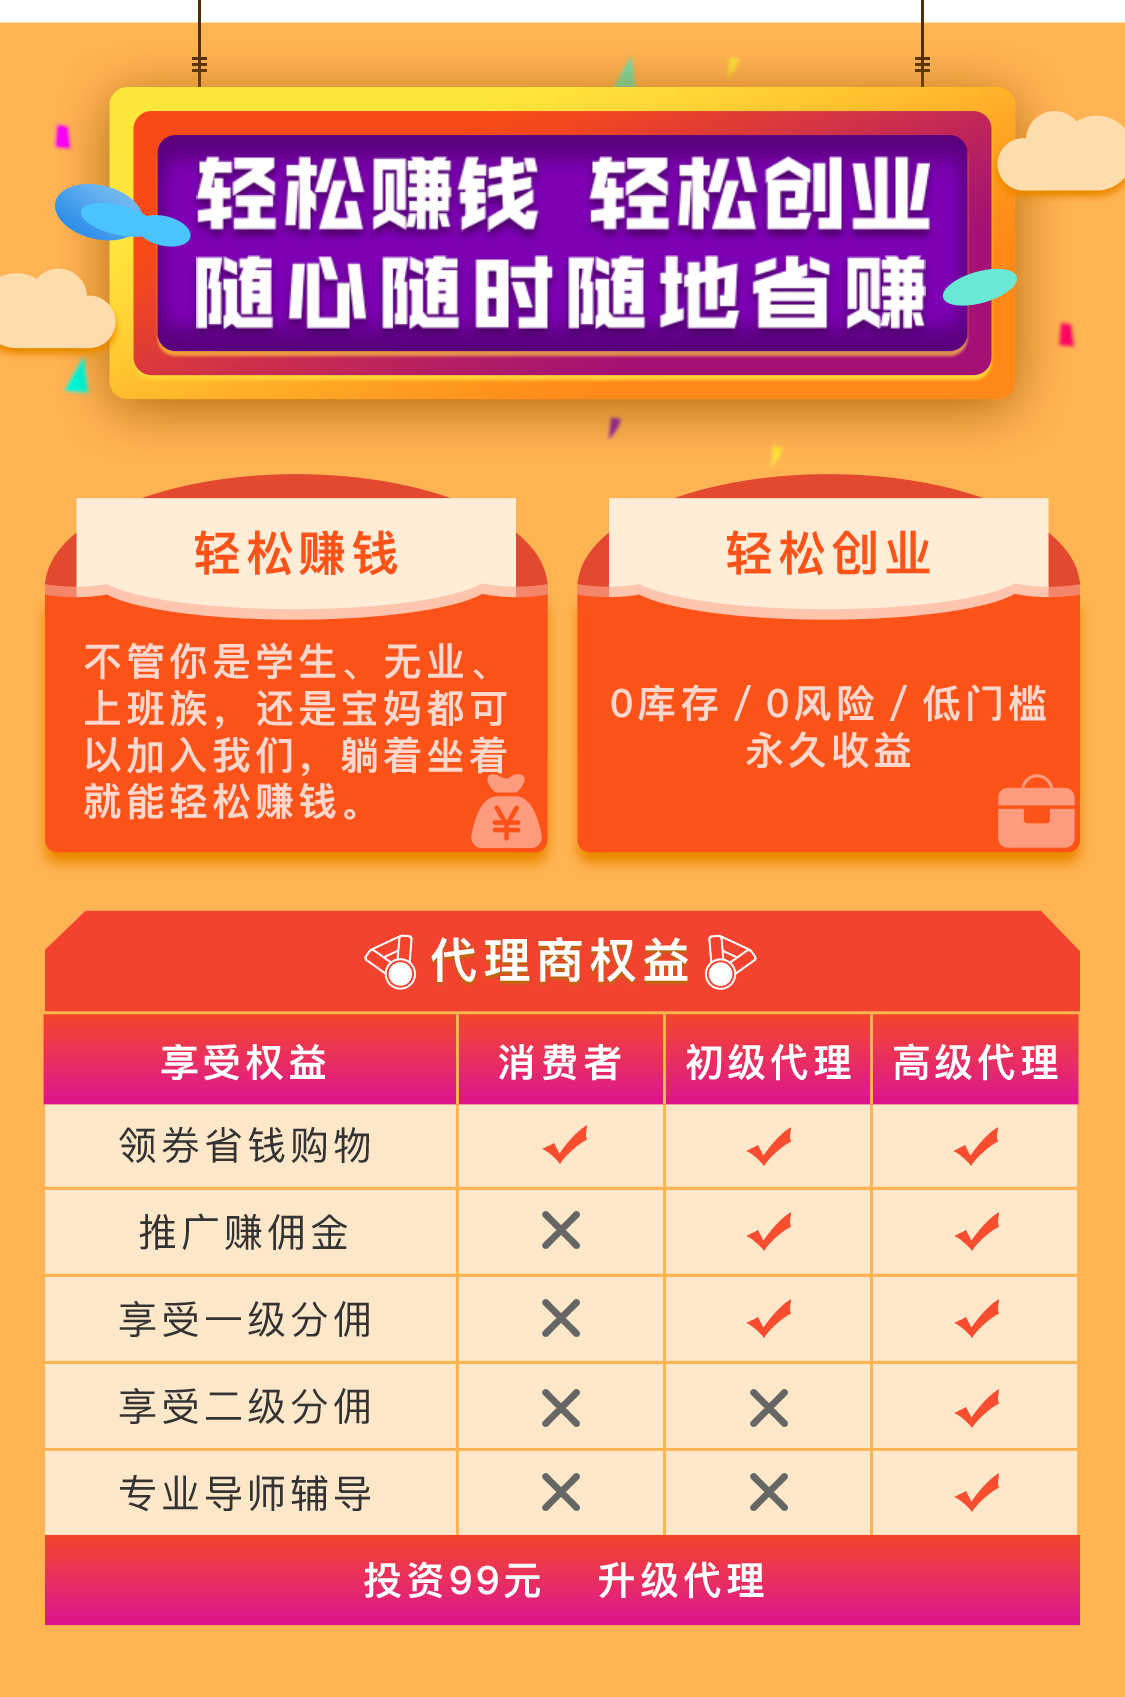 轻松赚钱 轻松创业
随心随时随地省赚
轻松赚钱
不管你是学生、无业、
上班族，还是宝妈都可
以加入我们，躺着坐着
就能轻松赚钱。
¥
轻松创业
0库存 / 0风险 / 低门槛
永久收益
代理商权益
享受权益 消费者 初级代理 高级代理
领券省钱购物
推广赚佣金
享受一级分佣
享受二级分佣
专业导师辅导
投资99元 升级代理